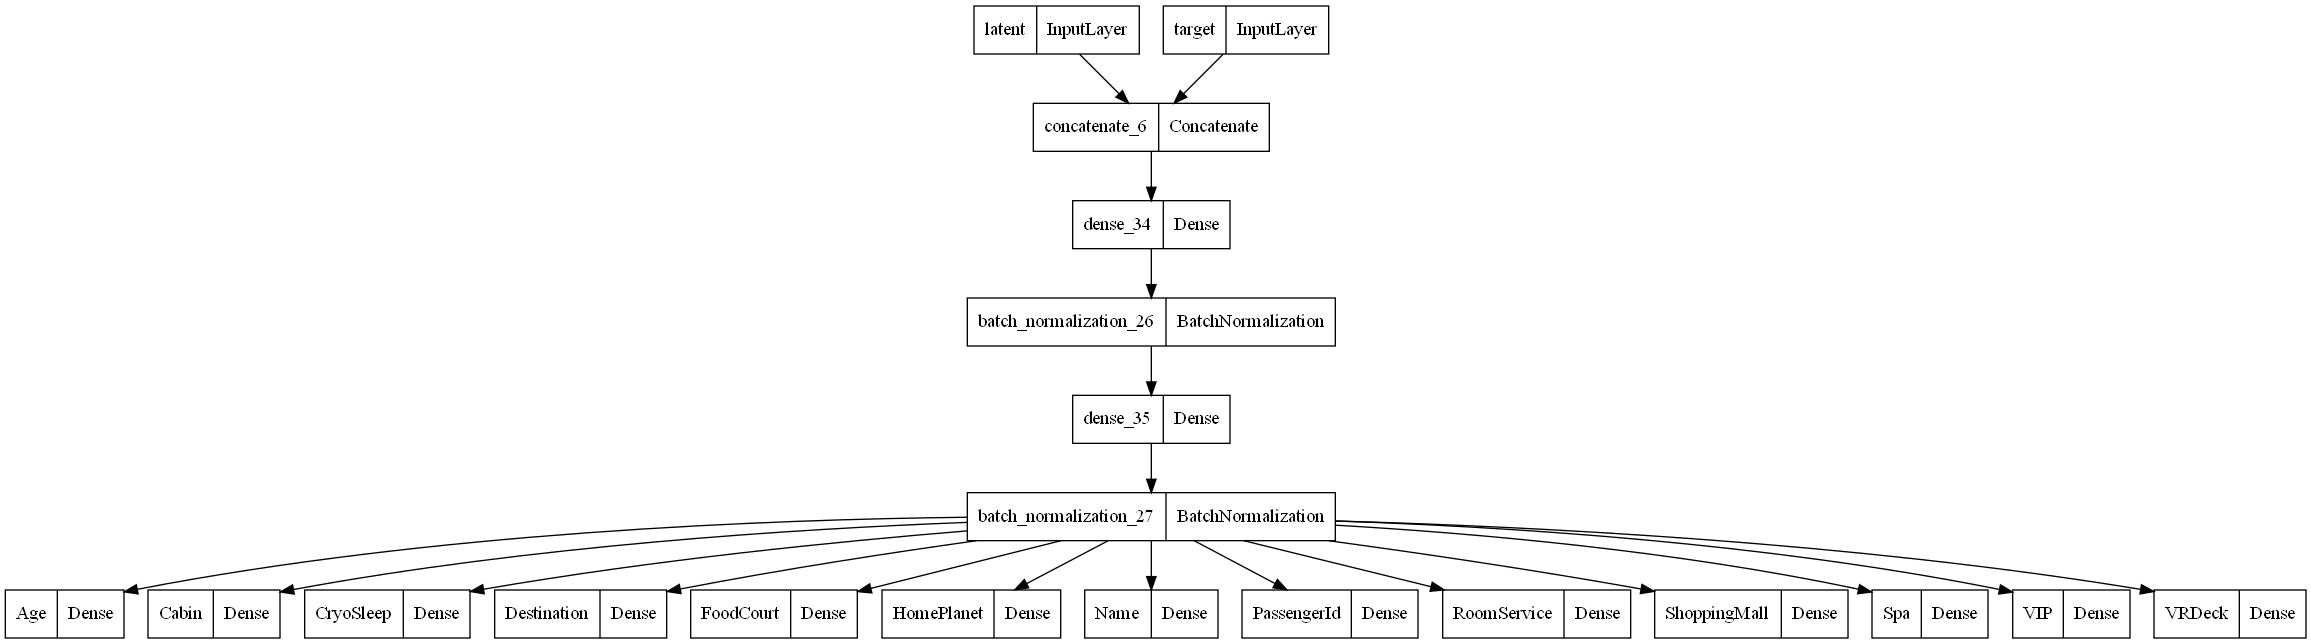 latent InputLayer target InputLayer
concatenate_6 Concatenate
dense_34 Dense
batch_normalization_26 BatchNormalization
dense_35 Dense
batch_normalization_27 BatchNormalization
Age Dense Cabin Dense CryoSleep Dense Destination Dense FoodCourt Dense HomePlanet Dense Name Dense PassengerId Dense RoomService Dense ShoppingMall Dense Spa Dense VIP Dense VRDeck Dense